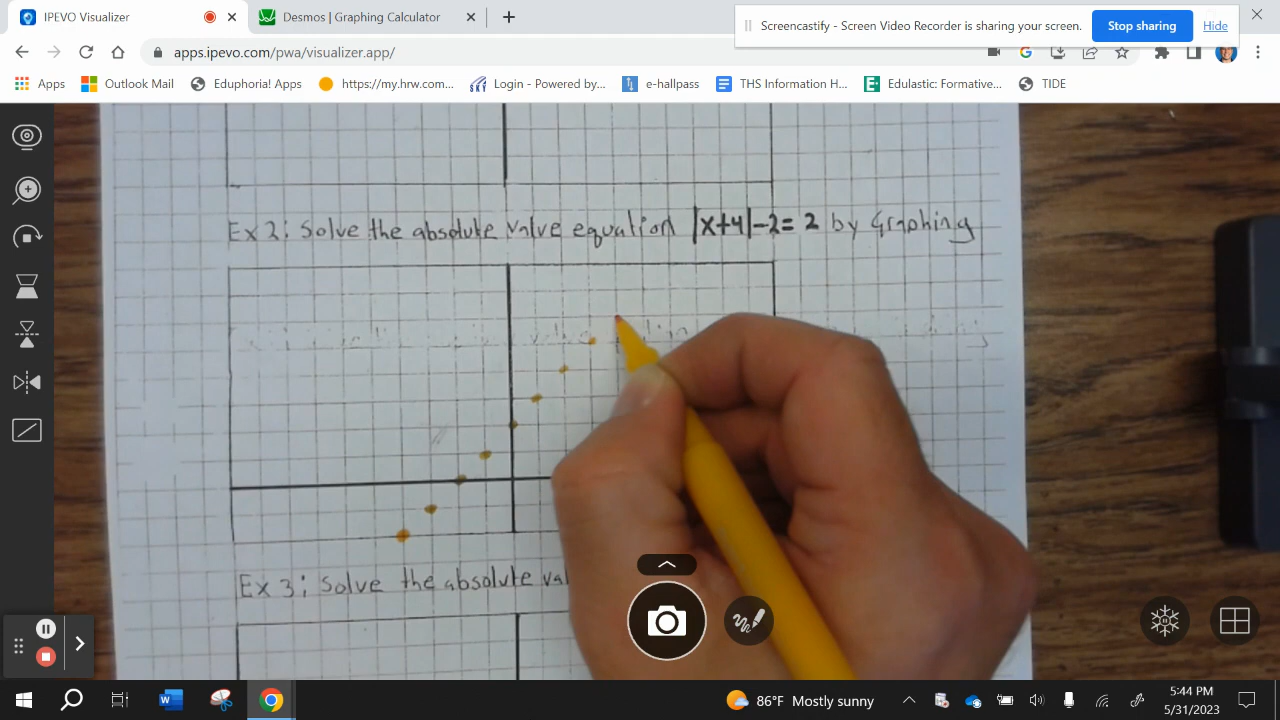 IPEVO Visualizer
Desmos | Graphing Calculator
Screencastify - Screen Video Recorder is sharing your screen.
Stop sharing
Hide
apps.ipevo.com/pwa/visualizer.app/
Apps
Outlook Mail
Eduphoria! Apps
https://my.hrw.com...
Login - Powered by...
e-hallpass
THS Information H...
Edulastic: Formative...
TIDE
Ex 2: Solve the absolute value equation |x+4|-2= 2 by Graphing
Ex 3: Solve the absolute val
86°F Mostly sunny
5:44 PM
5/31/2023